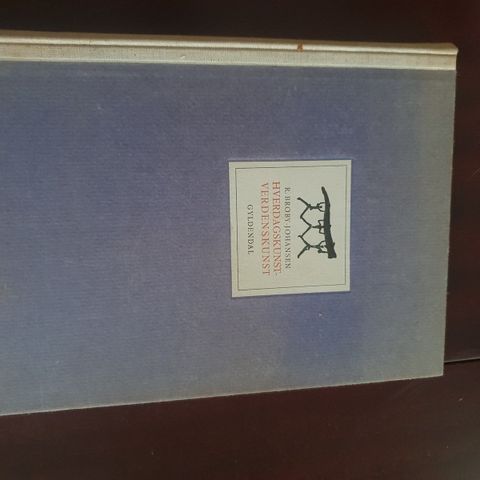 R. BROBY-JOHANSEN
HVERDAGSKUNST-
VERDENSKUNST
GYLDENDAL